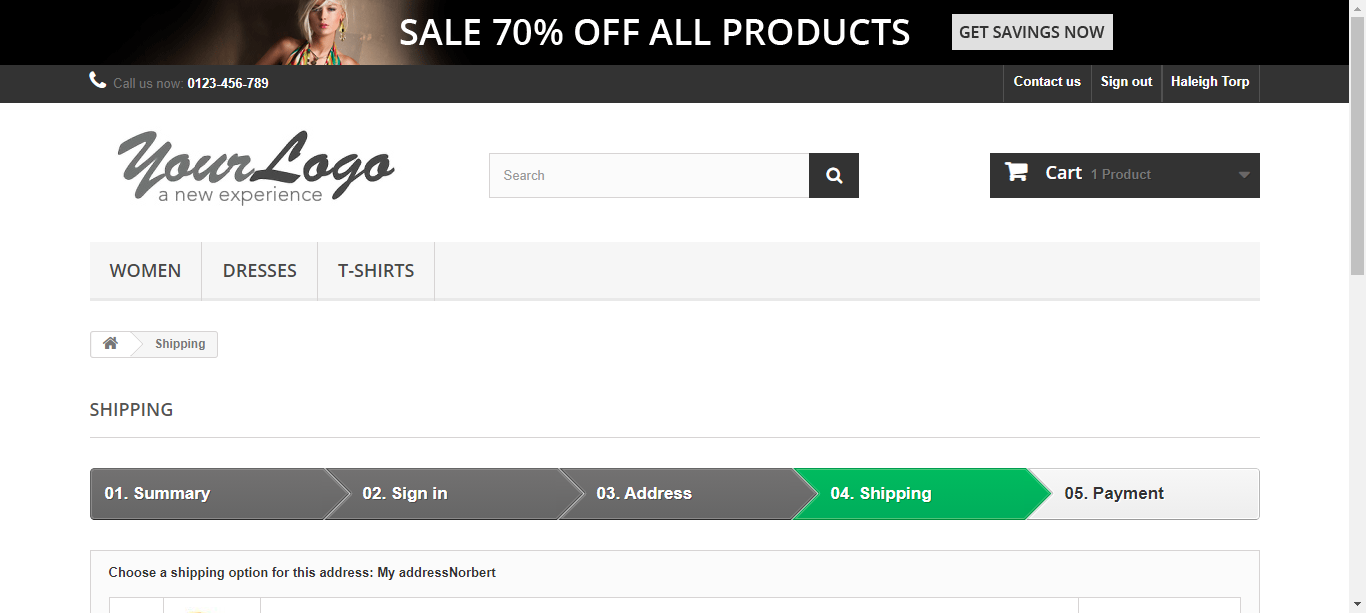 SALE 70% OFF ALL PRODUCTS GET SAVINGS NOW
Call us now: 0123-456-789 Contact us Sign out Haleigh Torp
Your Logo
a new experience
Search
Cart 1 Product
WOMEN DRESSES T-SHIRTS
Shipping
SHIPPING
01. Summary 02. Sign in 03. Address 04. Shipping 05. Payment
Choose a shipping option for this address: My addressNorbert